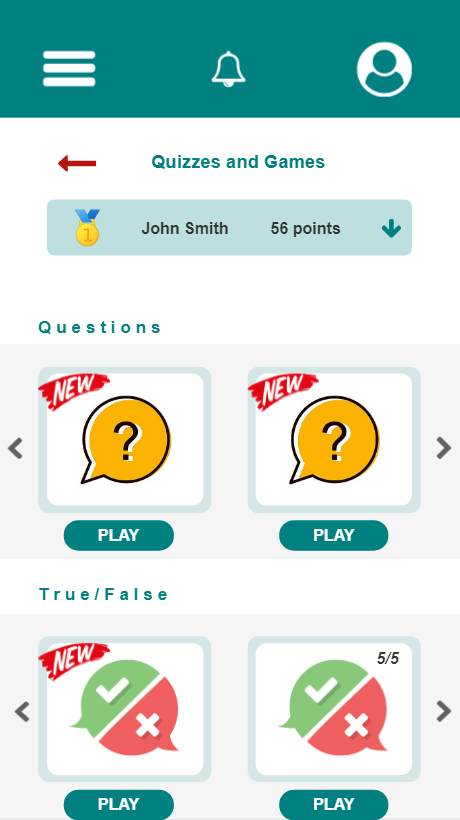 Quizzes and Games
1 John Smith 56 points
Questions
NEW NEW
? ?
PLAY PLAY
True/False
NEW 5/5
PLAY PLAY